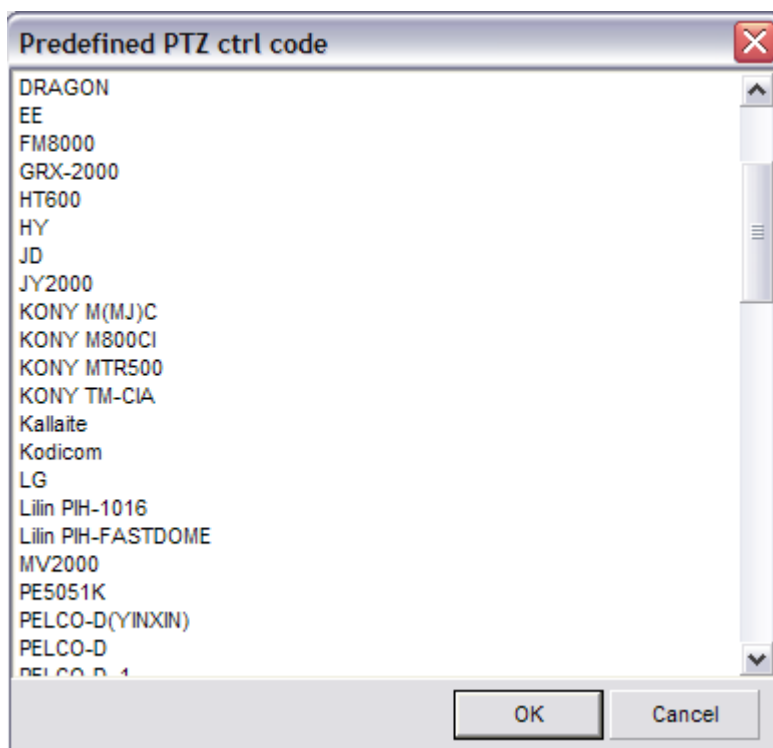 Predefined PTZ ctrl code
DRAGON
EE
FM8000
GRX-2000
HT600
HY
JD
JY2000
KONY M(MJ)C
KONY M800CI
KONY MTR500
KONY TM-CIA
Kallaite
Kodicom
LG
Lilin PIH-1016
Lilin PIH-FASTDOME
MV2000
PE5051K
PELCO-D(YINXIN)
PELCO-D
PELCO-D-1
OK Cancel